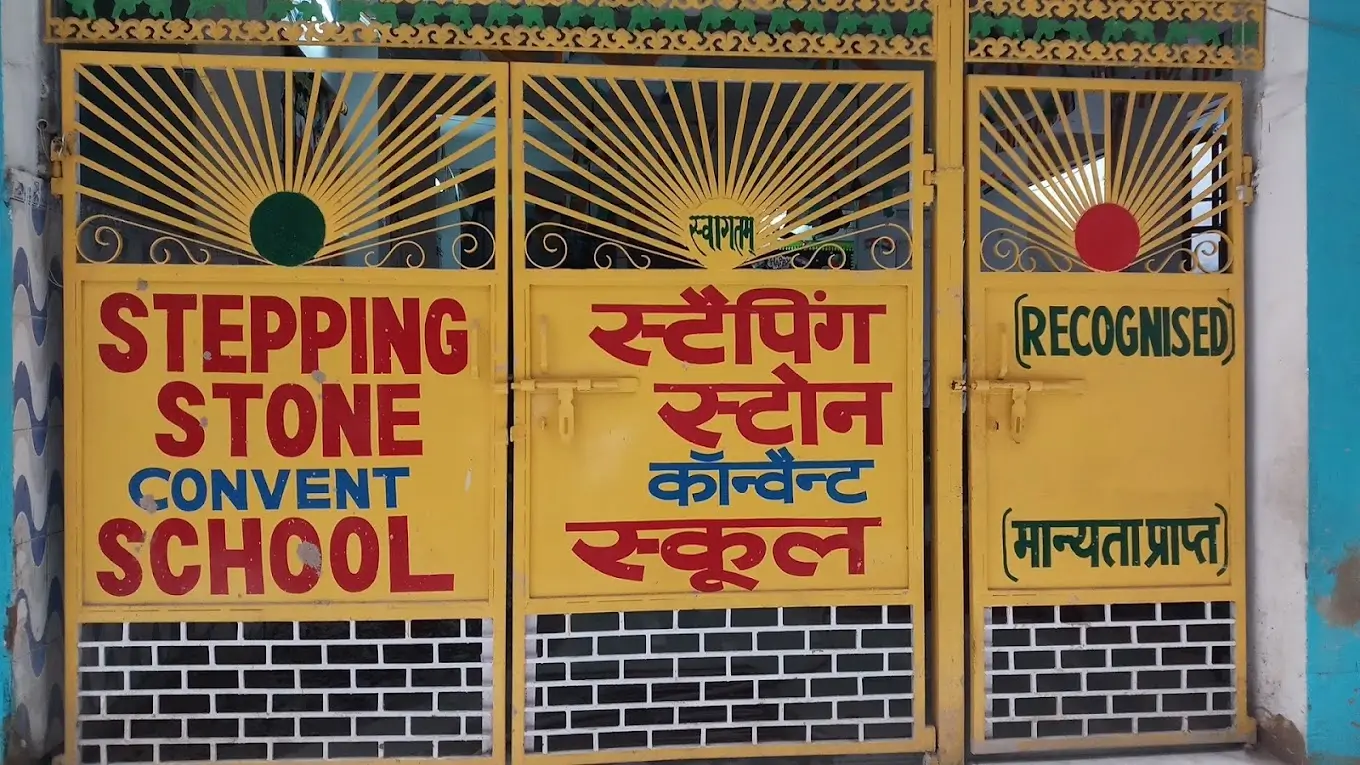 STEPPING
STONE
CONVENT
SCHOOL
स्वागतम्
स्टैपिंग
स्टोन
कॉन्वैन्ट
स्कूल
(RECOGNISED)
(मान्यता प्राप्त)